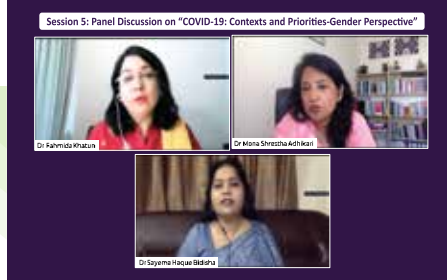 Session 5: Panel Discussion on “COVID-19: Contexts and Priorities-Gender Perspective”
Dr Fahmida Khatun
Dr Mona Shrestha Adhikari
Dr Sayema Haque Bidisha